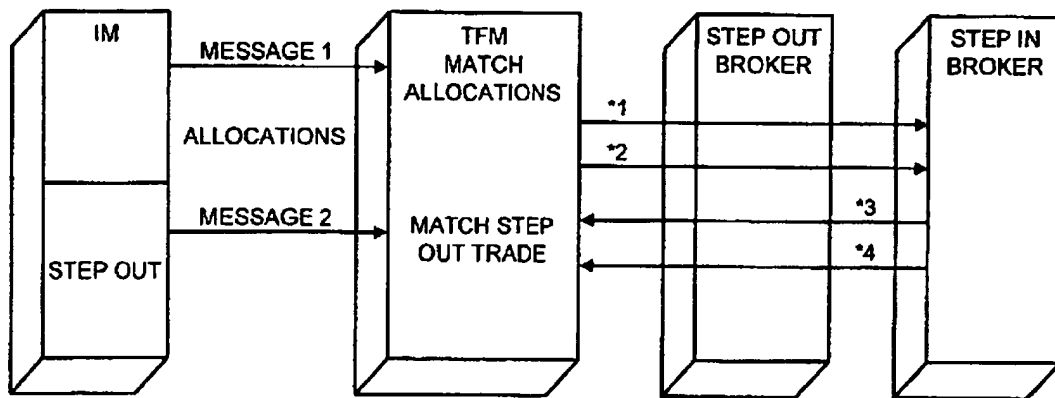 IM
MESSAGE 1
ALLOCATIONS
MESSAGE 2
STEP OUT
TFM
MATCH
ALLOCATIONS
MATCH STEP
OUT TRADE
STEP OUT
BROKER
STEP IN
BROKER
*1
*2
*3
*4